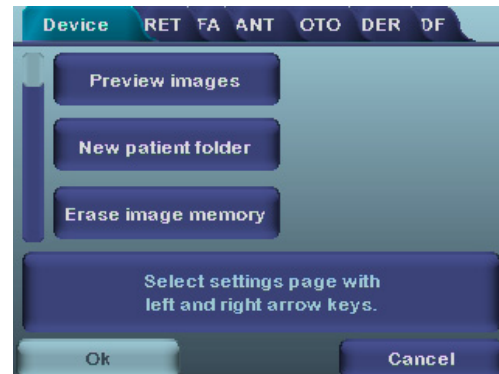 Device RET FA ANT OTO DER DF
Preview images
New patient folder
Erase image memory
Select settings page with
left and right arrow keys.
Ok Cancel